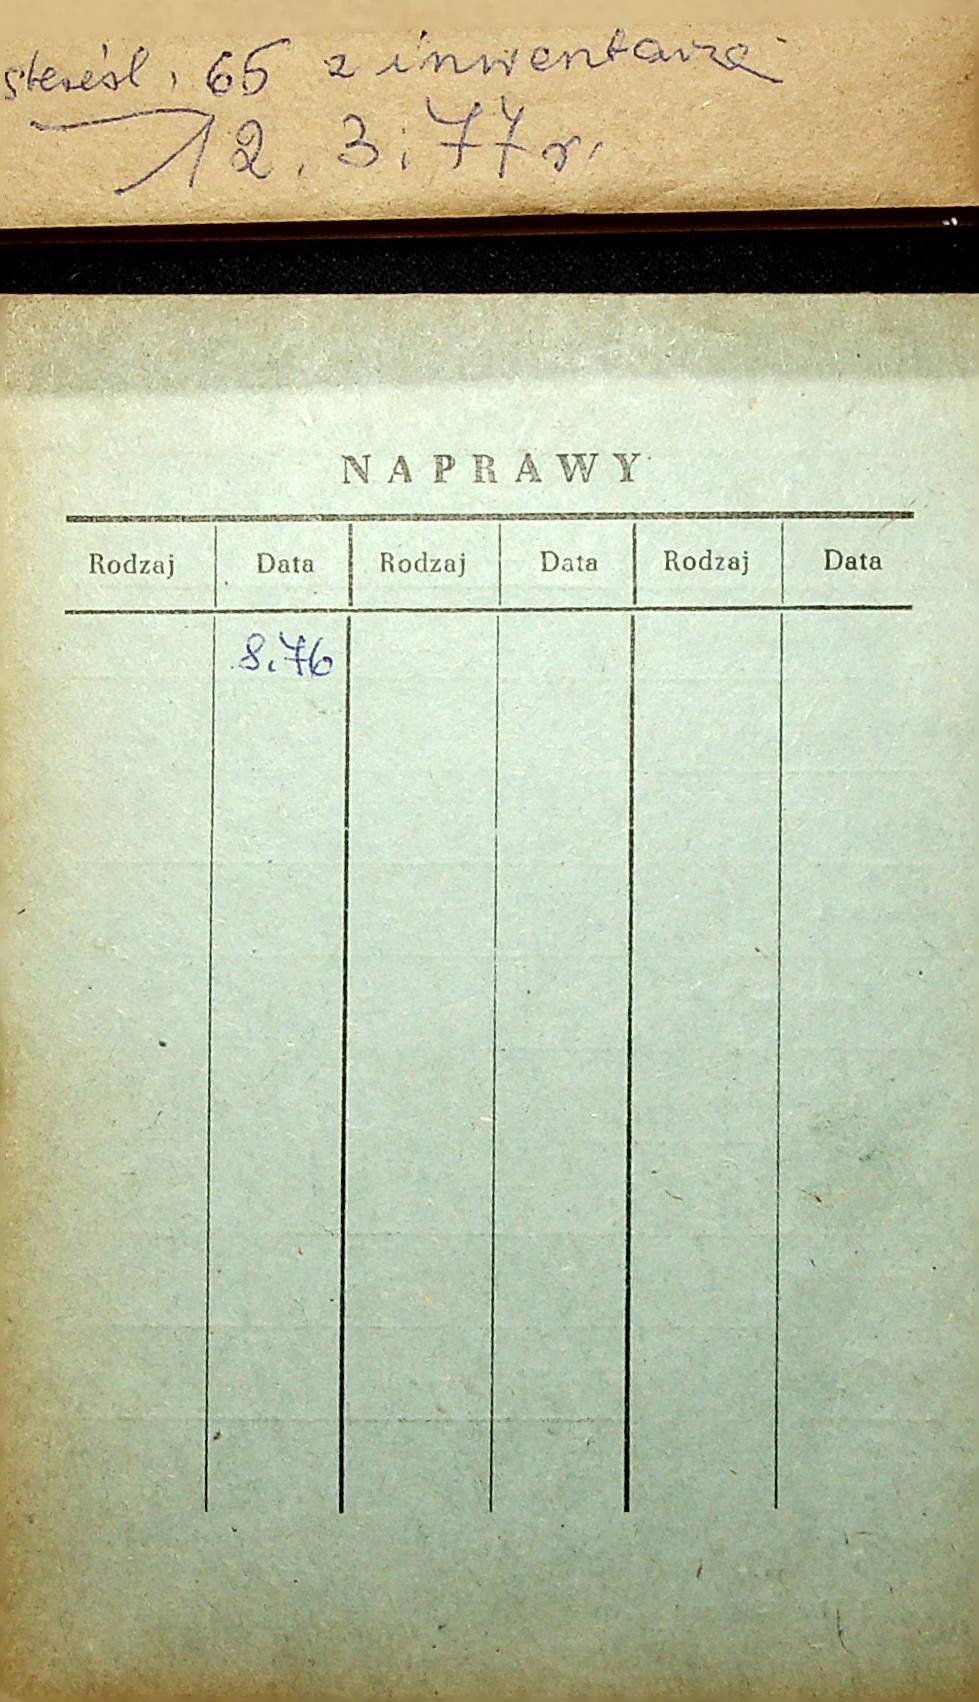 skreśl. 65 z inwentarza
12.3.77r.
NAPRAWY
Rodzaj Data Rodzaj Data Rodzaj Data
8.76